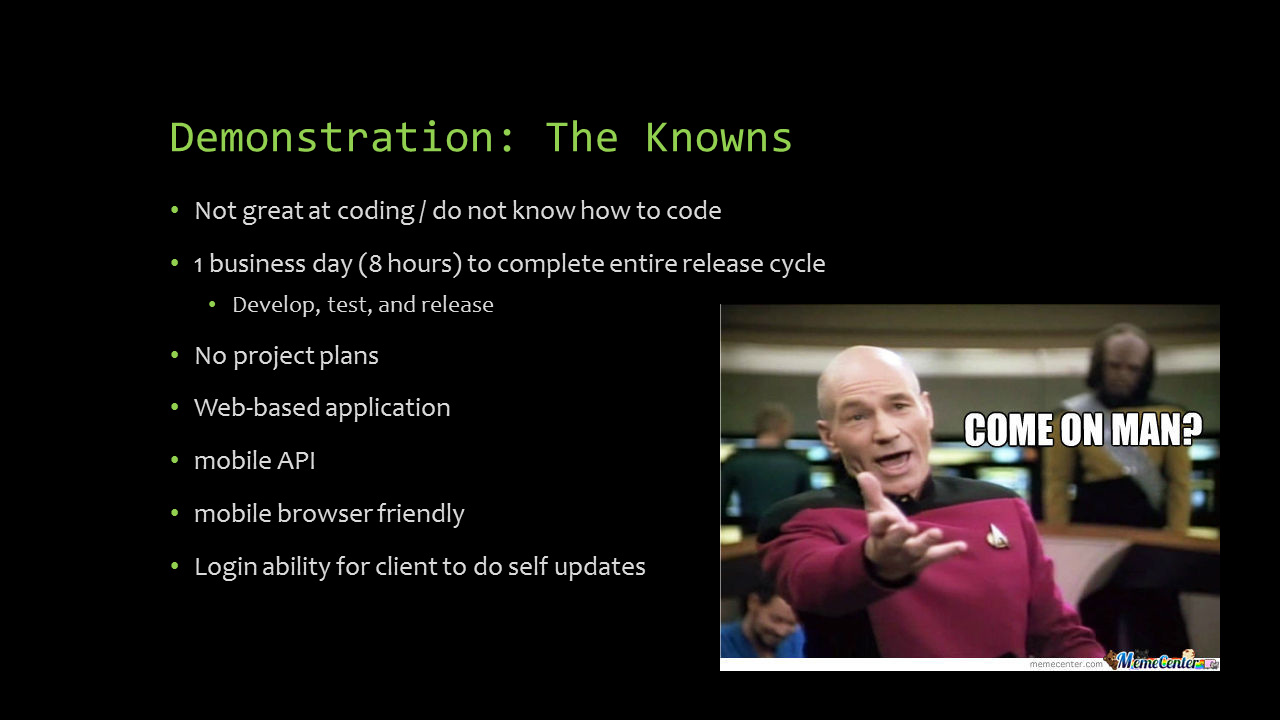 Demonstration: The Knowns
• Not great at coding / do not know how to code
• 1 business day (8 hours) to complete entire release cycle
• Develop, test, and release
• No project plans
• Web-based application
• mobile API
• mobile browser friendly
• Login ability for client to do self updates
COME ON MAN?
memecenter.com MemeCenter